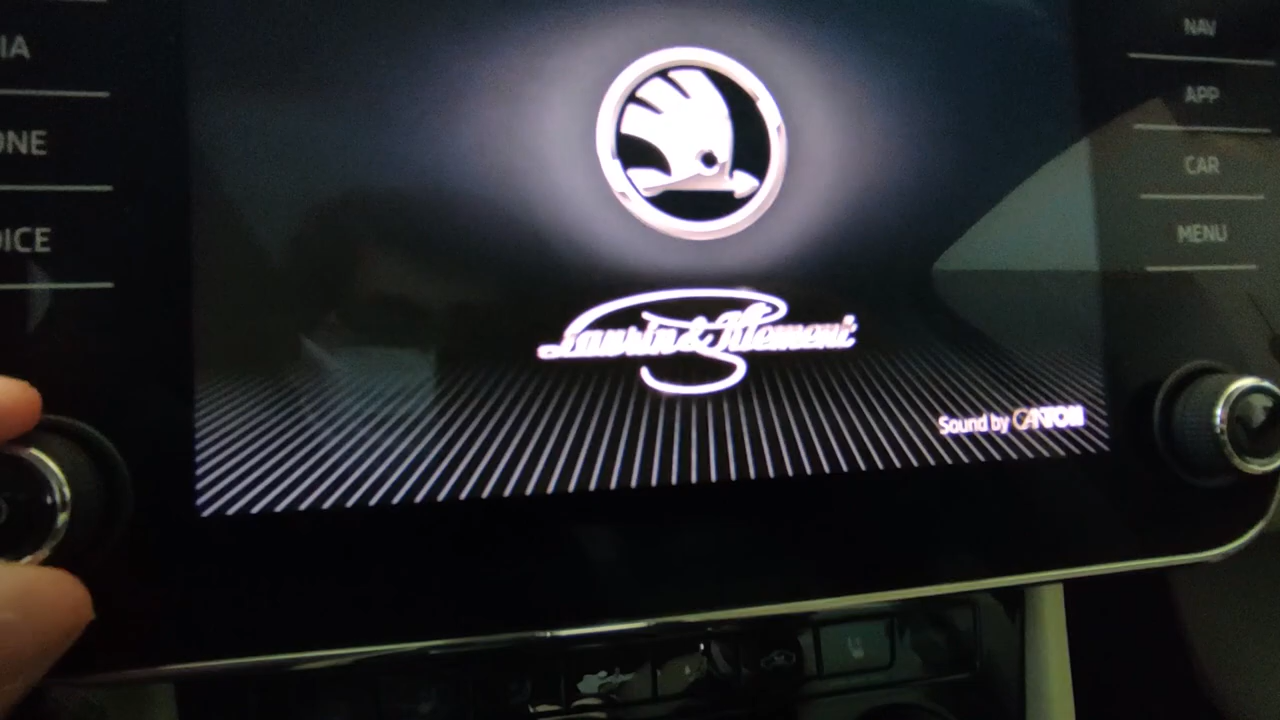 IA
ONE
OICE
NAV
APP
CAR
MENU
Laurin & Klement
Sound by CANTON